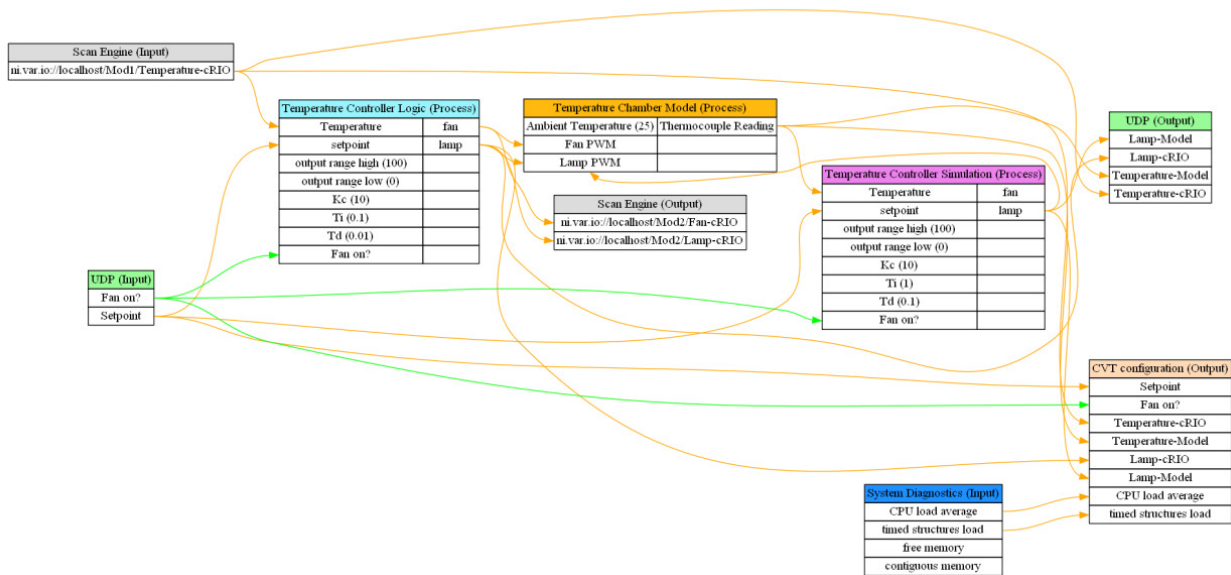 Scan Engine (Input)
ni.var.io://localhost/Mod1/Temperature-cRIO
Temperature Controller Logic (Process)
Temperature fan
setpoint lamp
output range high (100)
output range low (0)
Kc (10)
Ti (0.1)
Td (0.01)
Fan on?
Temperature Chamber Model (Process)
Ambient Temperature (25) Thermocouple Reading
Fan PWM
Lamp PWM
Scan Engine (Output)
ni.var.io://localhost/Mod2/Fan-cRIO
ni.var.io://localhost/Mod2/Lamp-cRIO
Temperature Controller Simulation (Process)
Temperature fan
setpoint lamp
output range high (100)
output range low (0)
Kc (10)
Ti (1)
Td (0.1)
Fan on?
UDP (Output)
Lamp-Model
Lamp-cRIO
Temperature-Model
Temperature-cRIO
UDP (Input)
Fan on?
Setpoint
CVT configuration (Output)
Setpoint
Fan on?
Temperature-cRIO
Temperature-Model
Lamp-cRIO
Lamp-Model
CPU load average
timed structures load
System Diagnostics (Input)
CPU load average
timed structures load
free memory
contiguous memory